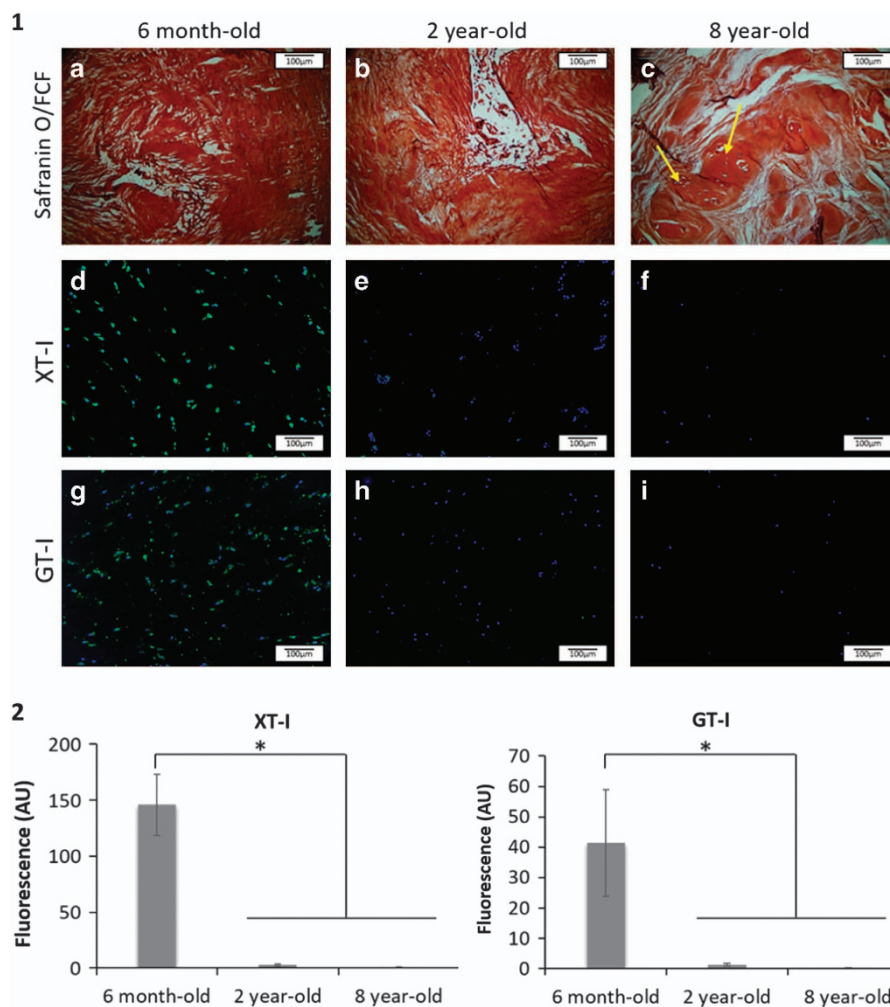 1
6 month-old 2 year-old 8 year-old
Safranin O/FCF
a 100µm b 100µm c 100µm
XT-I
d 100µm e 100µm f 100µm
GT-I
g 100µm h 100µm i 100µm
2
XT-I
Fluorescence (AU)
200
150
100
50
0
*
6 month-old 2 year-old 8 year-old
GT-I
Fluorescence (AU)
70
60
50
40
30
20
10
0
*
6 month-old 2 year-old 8 year-old